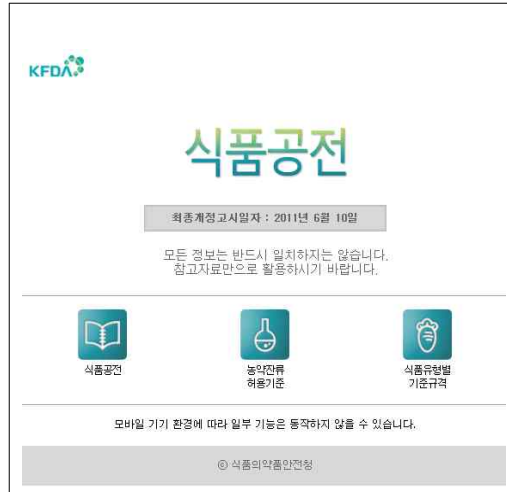 KFDA
식품공전
최종개정고시일자 : 2011년 6월 10일
모든 정보는 반드시 일치하지는 않습니다.
참고자료만으로 활용하시기 바랍니다.
식품공전
농약잔류
허용기준
식품유형별
기준규격
모바일 기기 환경에 따라 일부 기능은 동작하지 않을 수 있습니다.
© 식품의약품안전청